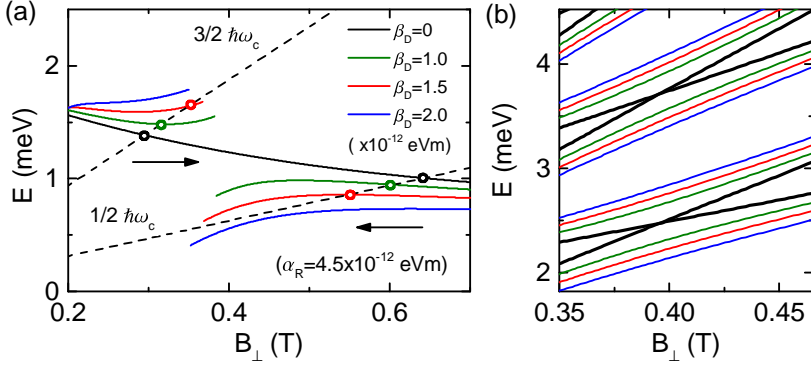 (a)
3/2 ℏω_c
β_D=0
β_D=1.0
β_D=1.5
β_D=2.0
( x10⁻¹² eVm)
1/2 ℏω_c
(α_R=4.5x10⁻¹² eVm)
E (meV)
2
1
0
0.2
0.4
0.6
B_⊥ (T)
(b)
E (meV)
4
3
2
0.35
0.40
0.45
B_⊥ (T)